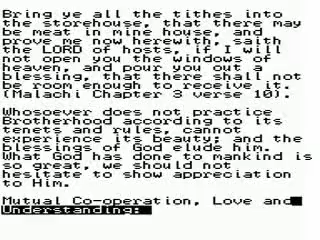 Bring ye all the tithes into
the storehouse, that there may
be meat in mine house, and
prove me now herewith, saith
the LORD of hosts, if I will
not open you the windows of
heaven, and pour you out a
blessing, that there shall not
be room enough to receive it.
(Malachi Chapter 3 verse 10).
Whosoever does not practice
Brotherhood according to its
tenets and rules, cannot
experience its beauty; and the
blessings of God elude him.
What God has done to mankind is
so great, we should not
hesitate to show appreciation
to Him.
Mutual Co-operation, Love and
Understanding: